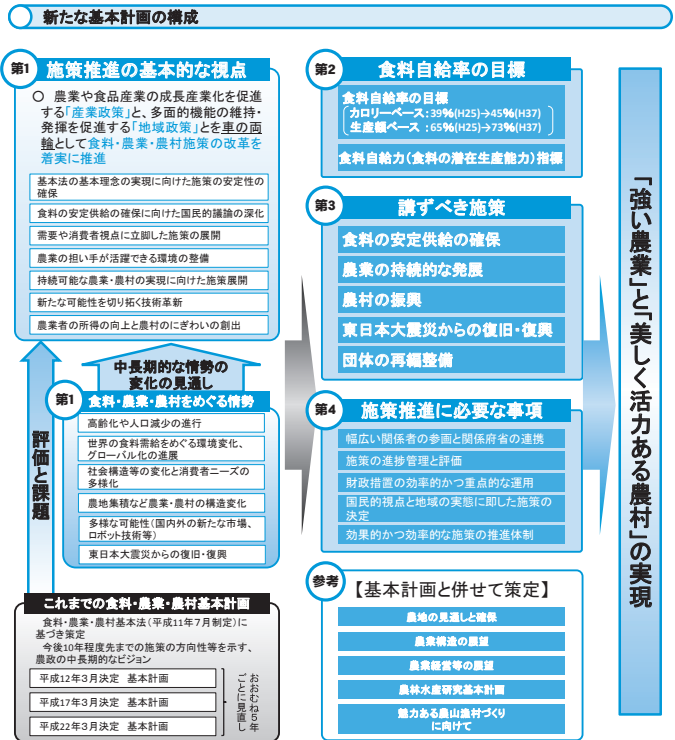 新たな基本計画の構成
第1 施策推進の基本的な視点
○ 農業や食品産業の成長産業化を促進
する「産業政策」と、多面的機能の維持・
発揮を促進する「地域政策」とを車の両
輪として食料・農業・農村施策の改革を
着実に推進
基本法の基本理念の実現に向けた施策の安定性の
確保
食料の安定供給の確保に向けた国民的議論の深化
需要や消費者視点に立脚した施策の展開
農業の担い手が活躍できる環境の整備
持続可能な農業・農村の実現に向けた施策展開
新たな可能性を切り拓く技術革新
農業者の所得の向上と農村のにぎわいの創出
中長期的な情勢の
変化の見通し
第1 食料・農業・農村をめぐる情勢
高齢化や人口減少の進行
世界の食料需給をめぐる環境変化、
グローバル化の進展
社会構造等の変化と消費者ニーズの
多様化
農地集積など農業・農村の構造変化
多様な可能性(国内外の新たな市場、
ロボット技術等)
東日本大震災からの復旧・復興
評価と課題
これまでの食料・農業・農村基本計画
食料・農業・農村基本法(平成11年7月制定)に
基づき策定
今後10年程度先までの施策の方向性等を示す、
農政の中長期的なビジョン
平成12年3月決定 基本計画
平成17年3月決定 基本計画
平成22年3月決定 基本計画
おおむね5年
ごとに見直し
第2 食料自給率の目標
食料自給率の目標
カロリーベース:39%(H25)→45%(H37)
生産額ベース :65%(H25)→73%(H37)
食料自給力(食料の潜在生産能力)指標
第3 講ずべき施策
食料の安定供給の確保
農業の持続的な発展
農村の振興
東日本大震災からの復旧・復興
団体の再編整備
第4 施策推進に必要な事項
幅広い関係者の参画と関係府省の連携
施策の進捗管理と評価
財政措置の効率的かつ重点的な運用
国民的視点と地域の実態に即した施策の
決定
効果的かつ効率的な施策の推進体制
参考 【基本計画と併せて策定】
農地の見通しと確保
農業構造の展望
農業経営等の展望
農林水産研究基本計画
魅力ある農山漁村づくり
に向けて
「強い農業」と「美しく活力ある農村」の実現